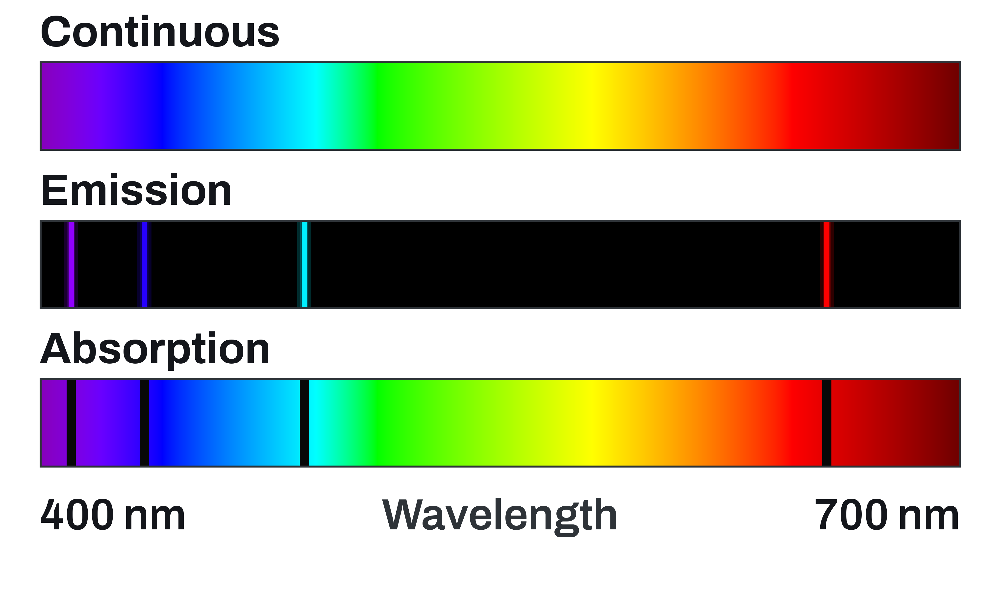 Continuous
Emission
Absorption
400 nm Wavelength 700 nm